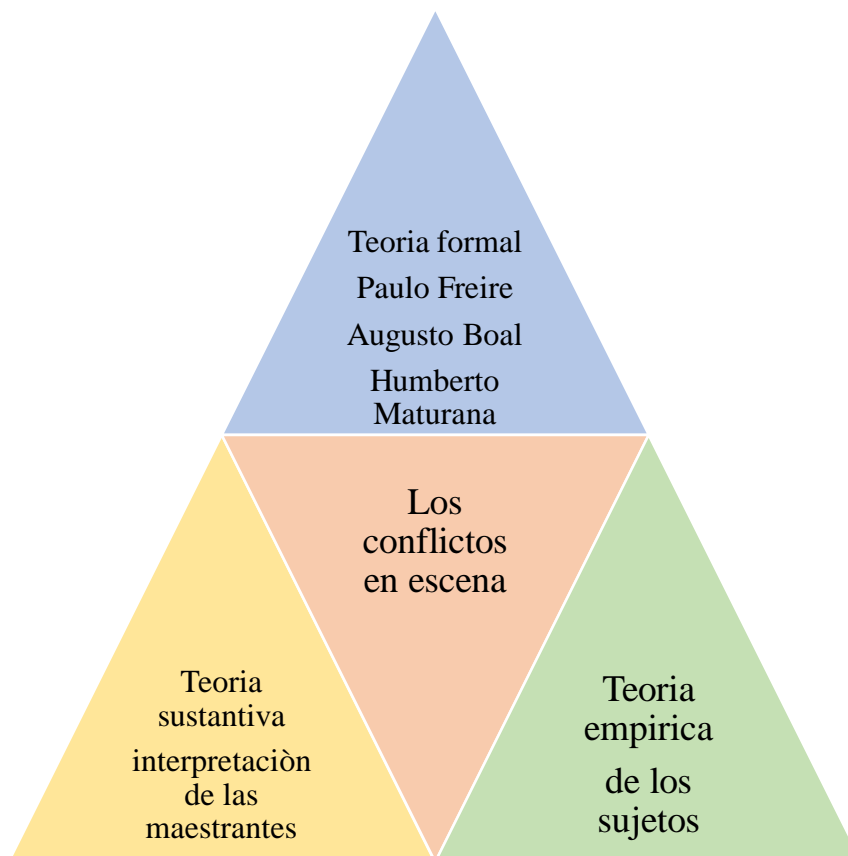 Teoria formal
Paulo Freire
Augusto Boal
Humberto
Maturana
Los
conflictos
en escena
Teoria
sustantiva
interpretaciòn
de las
maestrantes
Teoria
empirica
de los
sujetos